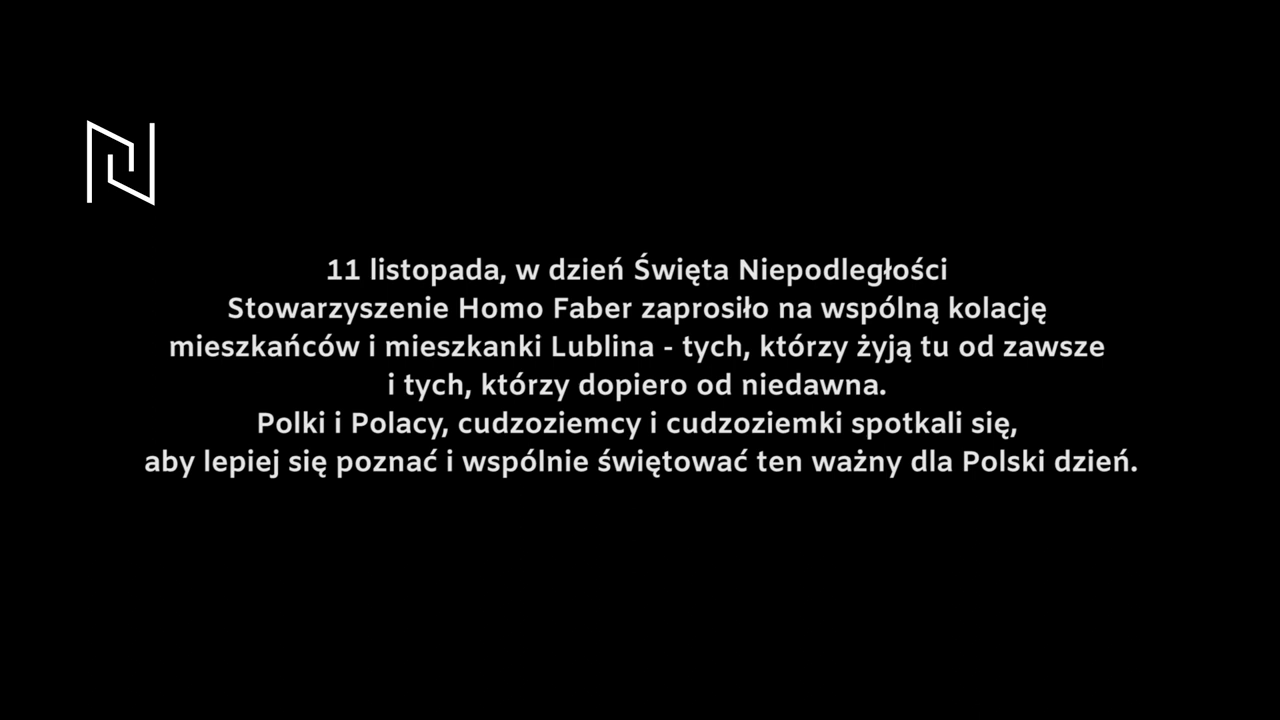 11 listopada, w dzień Święta Niepodległości
Stowarzyszenie Homo Faber zaprosiło na wspólną kolację
mieszkańców i mieszkanki Lublina - tych, którzy żyją tu od zawsze
i tych, którzy dopiero od niedawna.
Polki i Polacy, cudzoziemcy i cudzoziemki spotkali się,
aby lepiej się poznać i wspólnie świętować ten ważny dla Polski dzień.